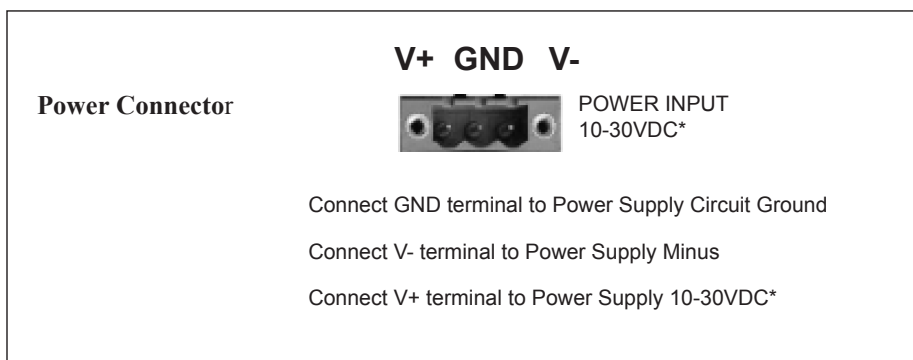 V+ GND V-
Power Connector
POWER INPUT
10-30VDC*
Connect GND terminal to Power Supply Circuit Ground
Connect V- terminal to Power Supply Minus
Connect V+ terminal to Power Supply 10-30VDC*